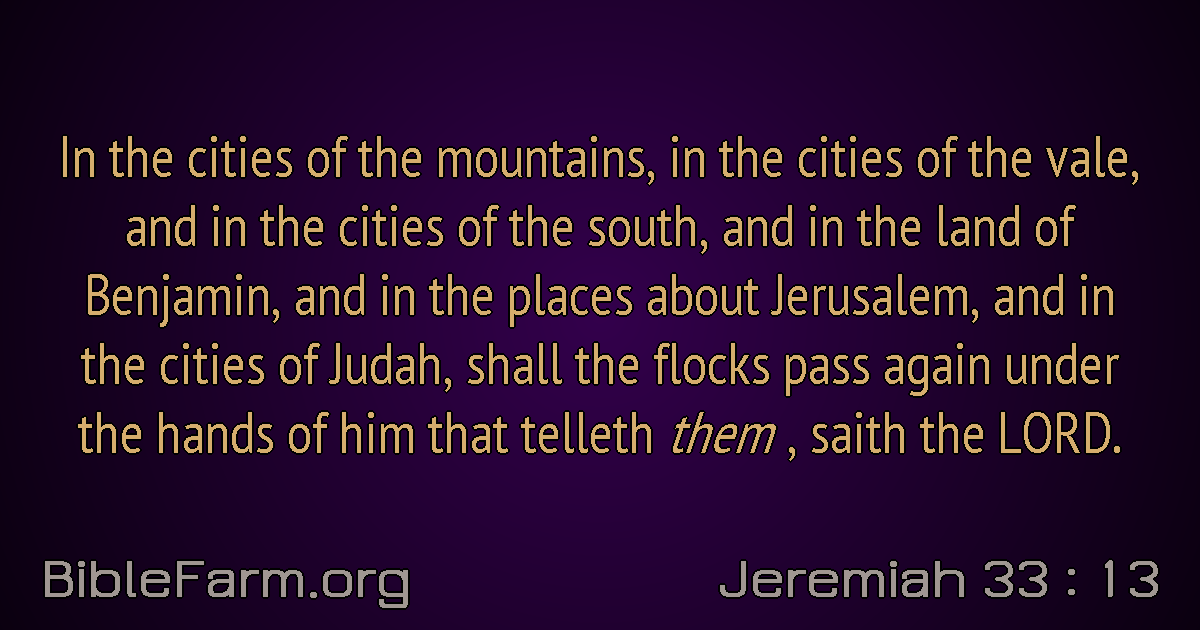 In the cities of the mountains, in the cities of the vale,
and in the cities of the south, and in the land of
Benjamin, and in the places about Jerusalem, and in
the cities of Judah, shall the flocks pass again under
the hands of him that telleth them , saith the LORD.
BibleFarm.org
Jeremiah 33 : 13